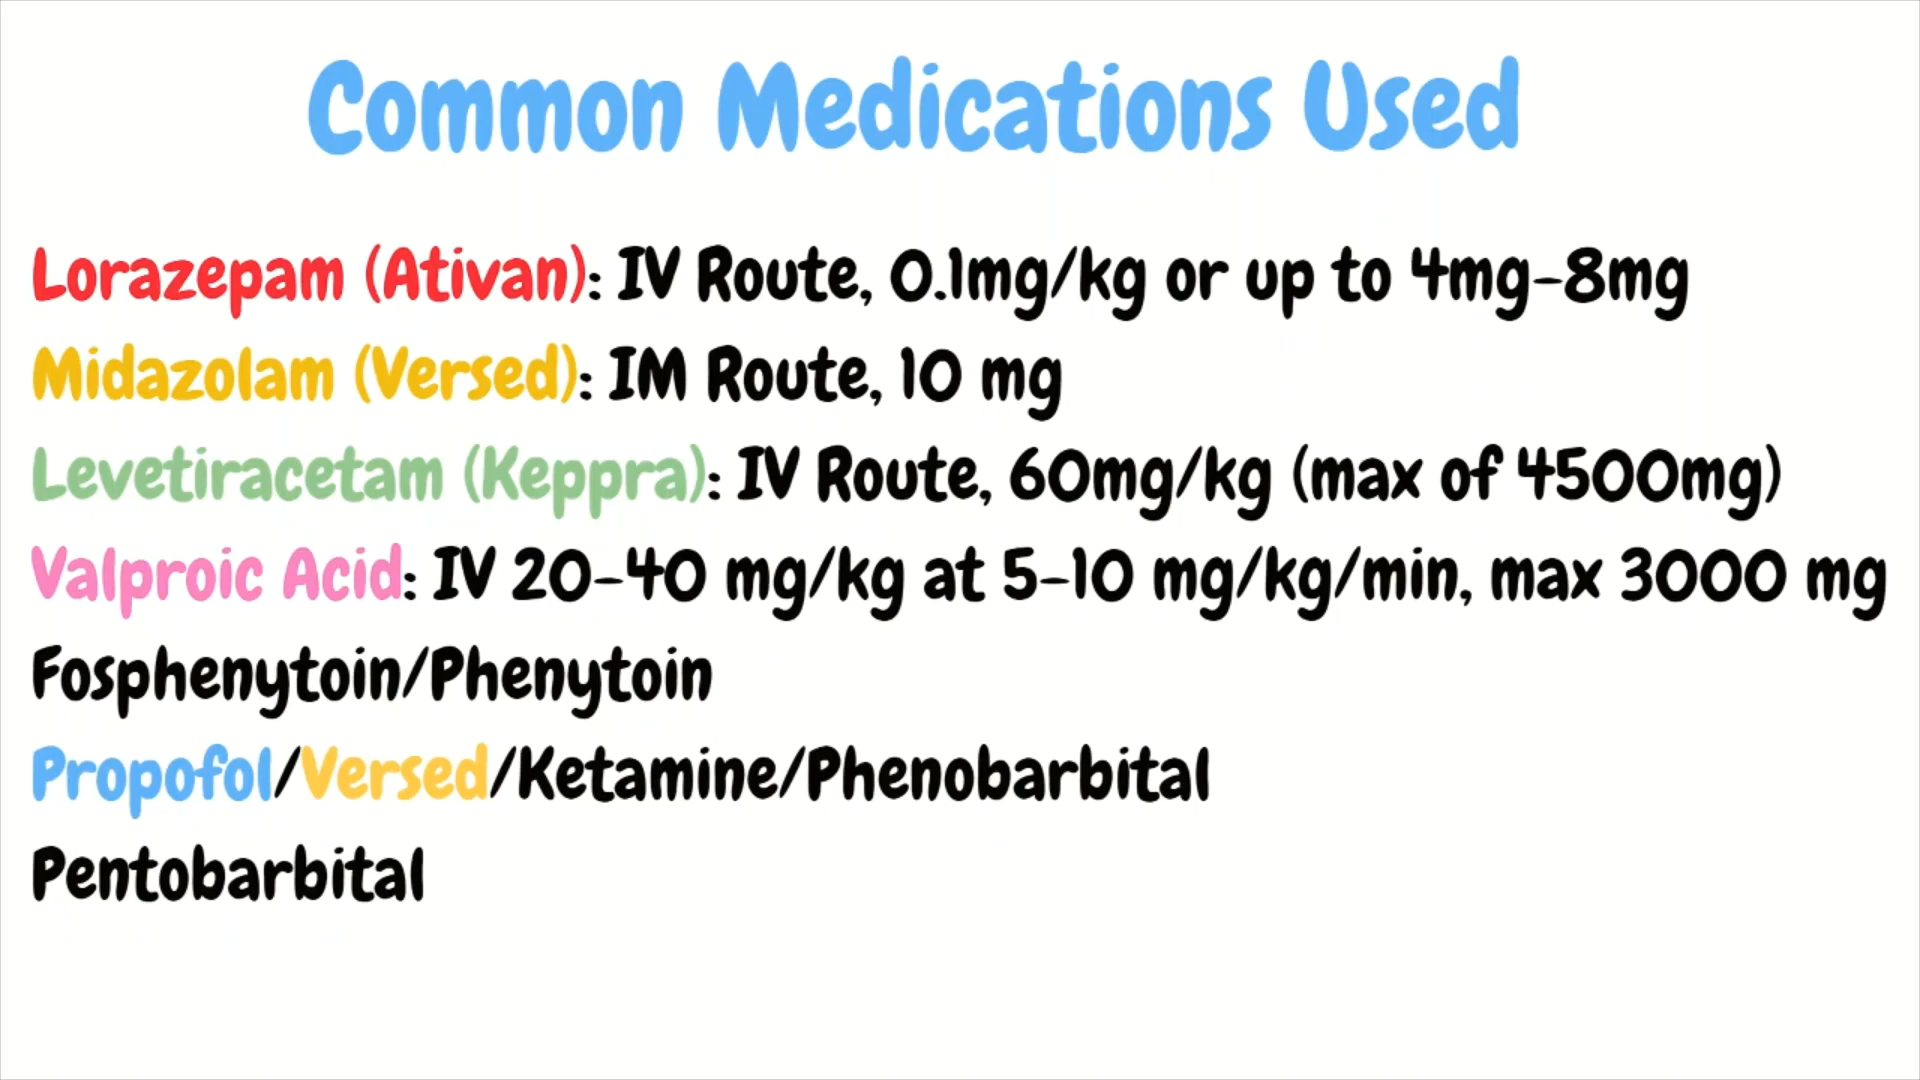 Common Medications Used
Lorazepam (Ativan): IV Route, 0.1mg/kg or up to 4mg-8mg
Midazolam (Versed): IM Route, 10 mg
Levetiracetam (Keppra): IV Route, 60mg/kg (max of 4500mg)
Valproic Acid: IV 20-40 mg/kg at 5-10 mg/kg/min, max 3000 mg
Fosphenytoin/Phenytoin
Propofol/Versed/Ketamine/Phenobarbital
Pentobarbital